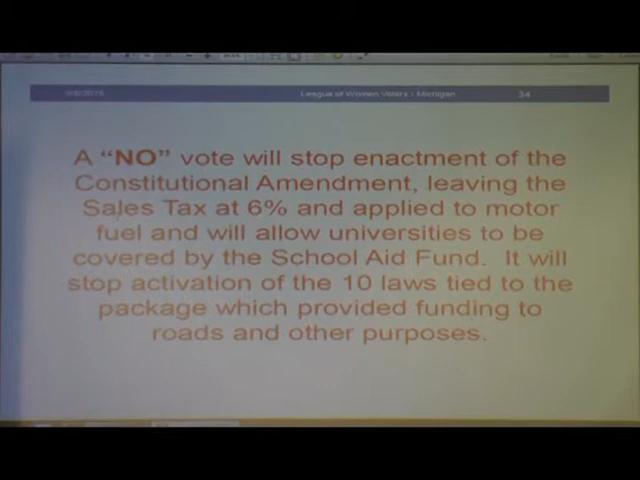 League of Women Voters - Michigan 34
A “NO” vote will stop enactment of the
Constitutional Amendment, leaving the
Sales Tax at 6% and applied to motor
fuel and will allow universities to be
covered by the School Aid Fund. It will
stop activation of the 10 laws tied to the
package which provided funding to
roads and other purposes.